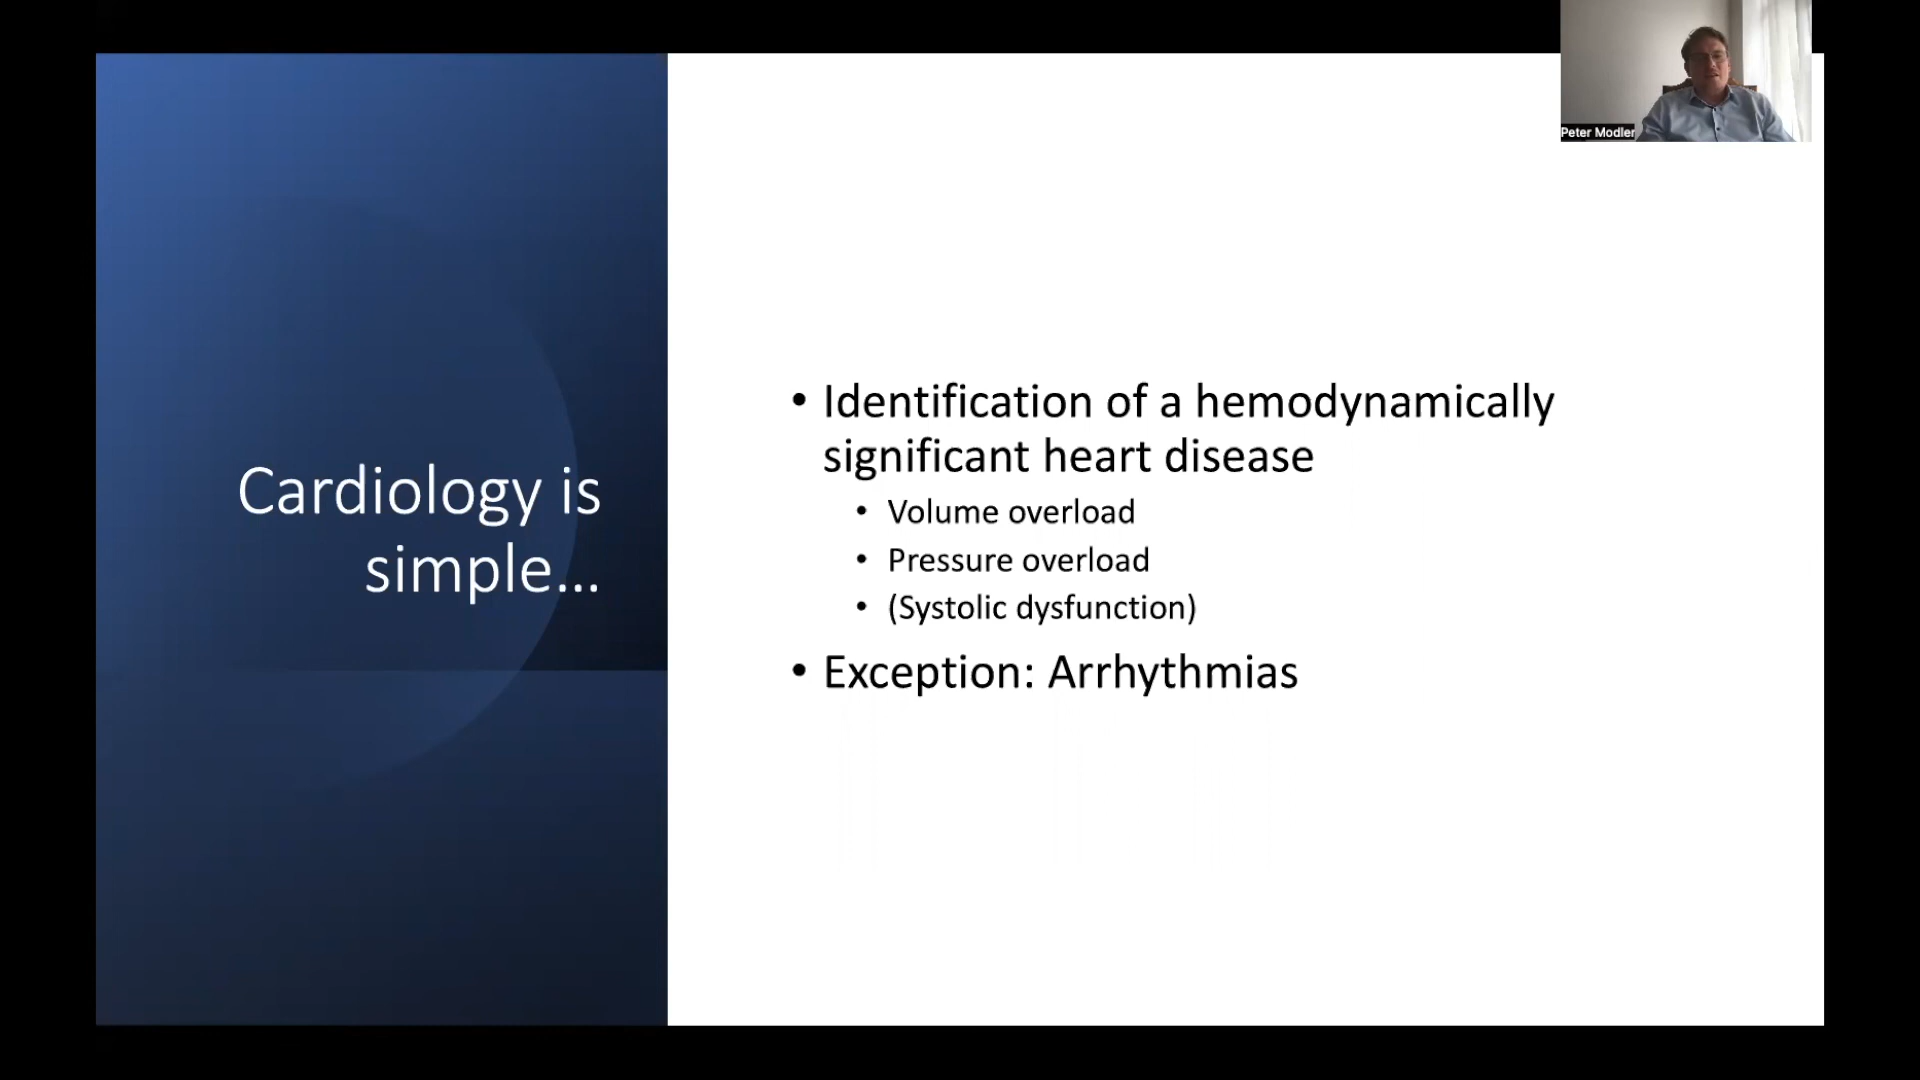 Peter Modler
Cardiology is
simple...
• Identification of a hemodynamically
significant heart disease
• Volume overload
• Pressure overload
• (Systolic dysfunction)
• Exception: Arrhythmias